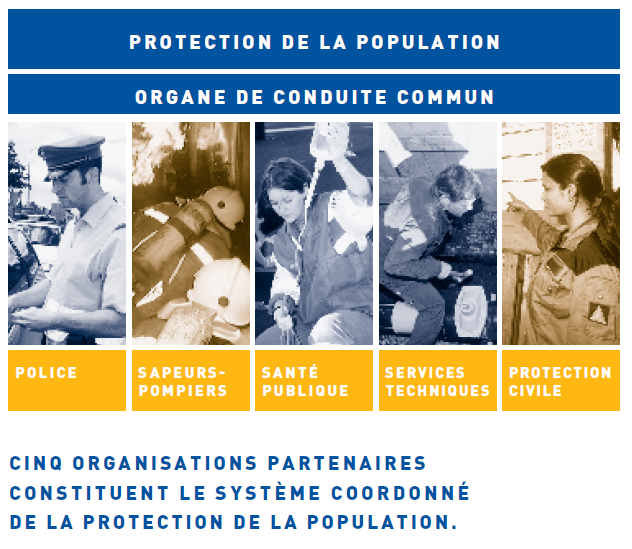 PROTECTION DE LA POPULATION
ORGANE DE CONDUITE COMMUN
POLICE
SAPEURS-
POMPIERS
SANTÉ
PUBLIQUE
SERVICES
TECHNIQUES
PROTECTION
CIVILE
CINQ ORGANISATIONS PARTENAIRES
CONSTITUENT LE SYSTÈME COORDONNÉ
DE LA PROTECTION DE LA POPULATION.